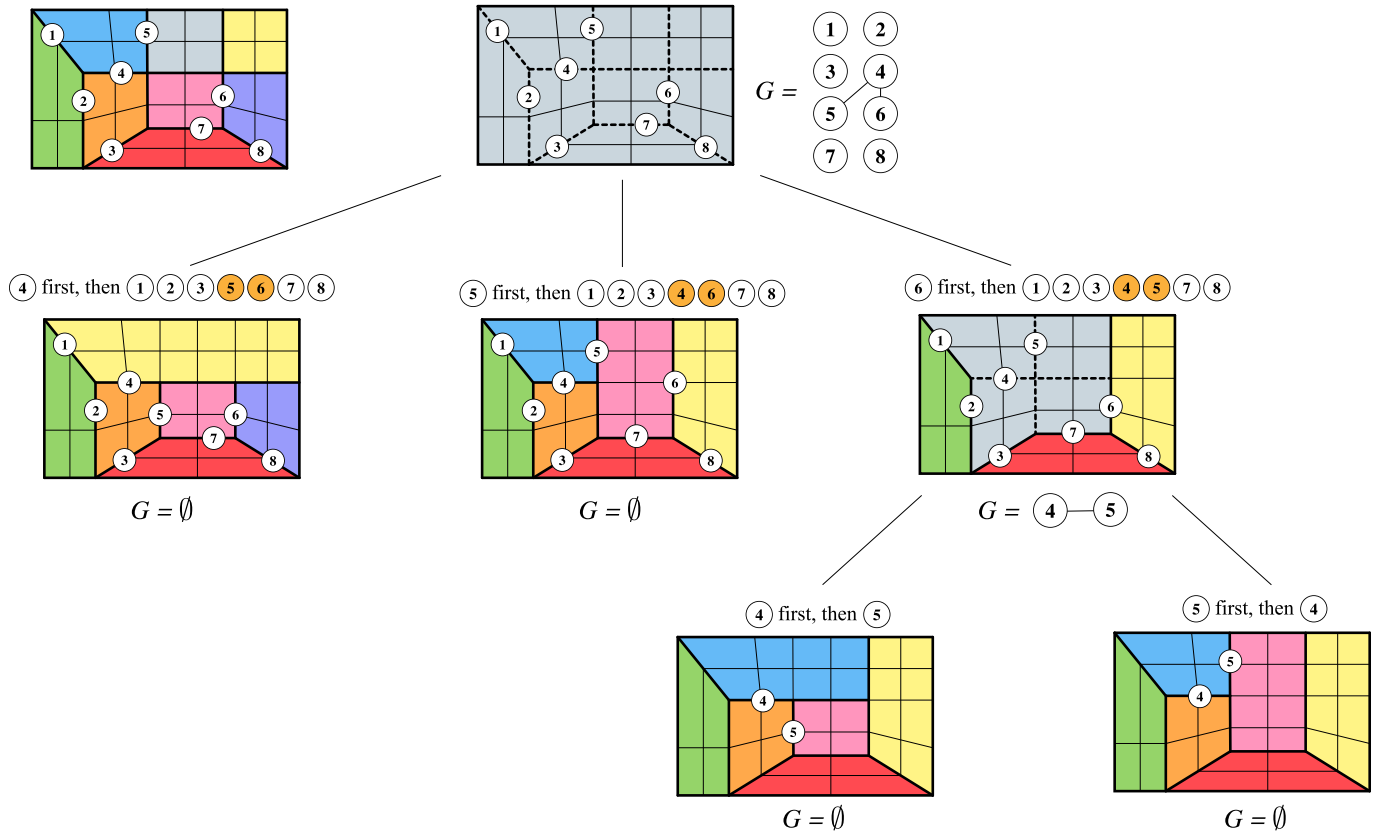 1 5 4 2 6 7 3 8
1 5 4 2 6 7 3 8
G =
1 2
3 4
5 6
7 8
4 first, then 1 2 3 5 6 7 8
1 4 2 5 6 7 3 8
G = ∅
5 first, then 1 2 3 4 6 7 8
1 5 4 6 2 7 3 8
G = ∅
6 first, then 1 2 3 4 5 7 8
1 5 4 2 6 7 3 8
G = 4 5
4 first, then 5
4 5
G = ∅
5 first, then 4
5 4
G = ∅